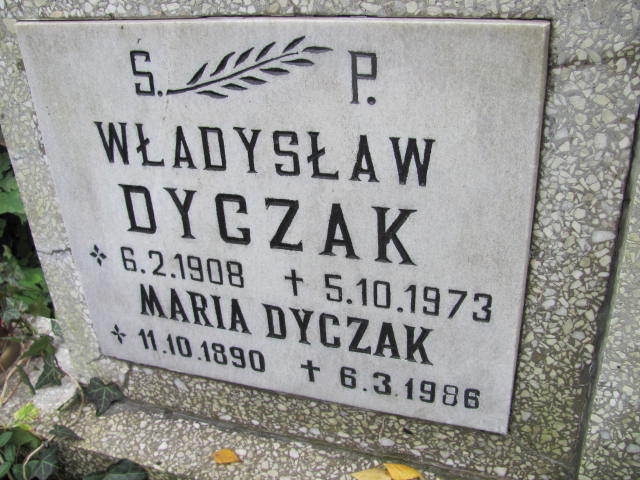 S. P.
WŁADYSŁAW
DYCZAK
6.2.1908 5.10.1973
MARIA DYCZAK
11.10.1890 6.3.1986